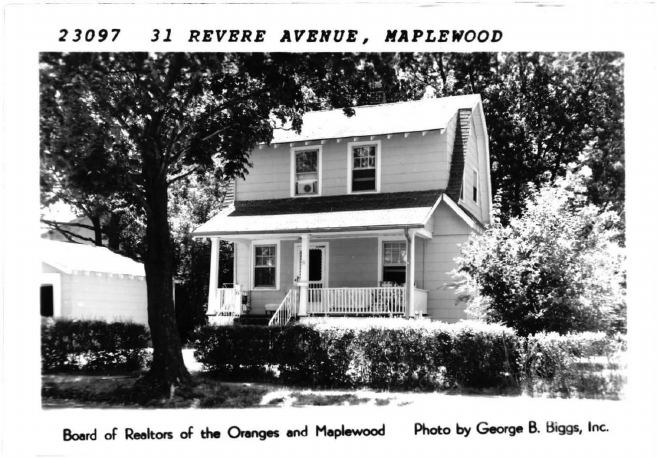 23097 31 REVERE AVENUE, MAPLEWOOD
Board of Realtors of the Oranges and Maplewood Photo by George B. Biggs, Inc.